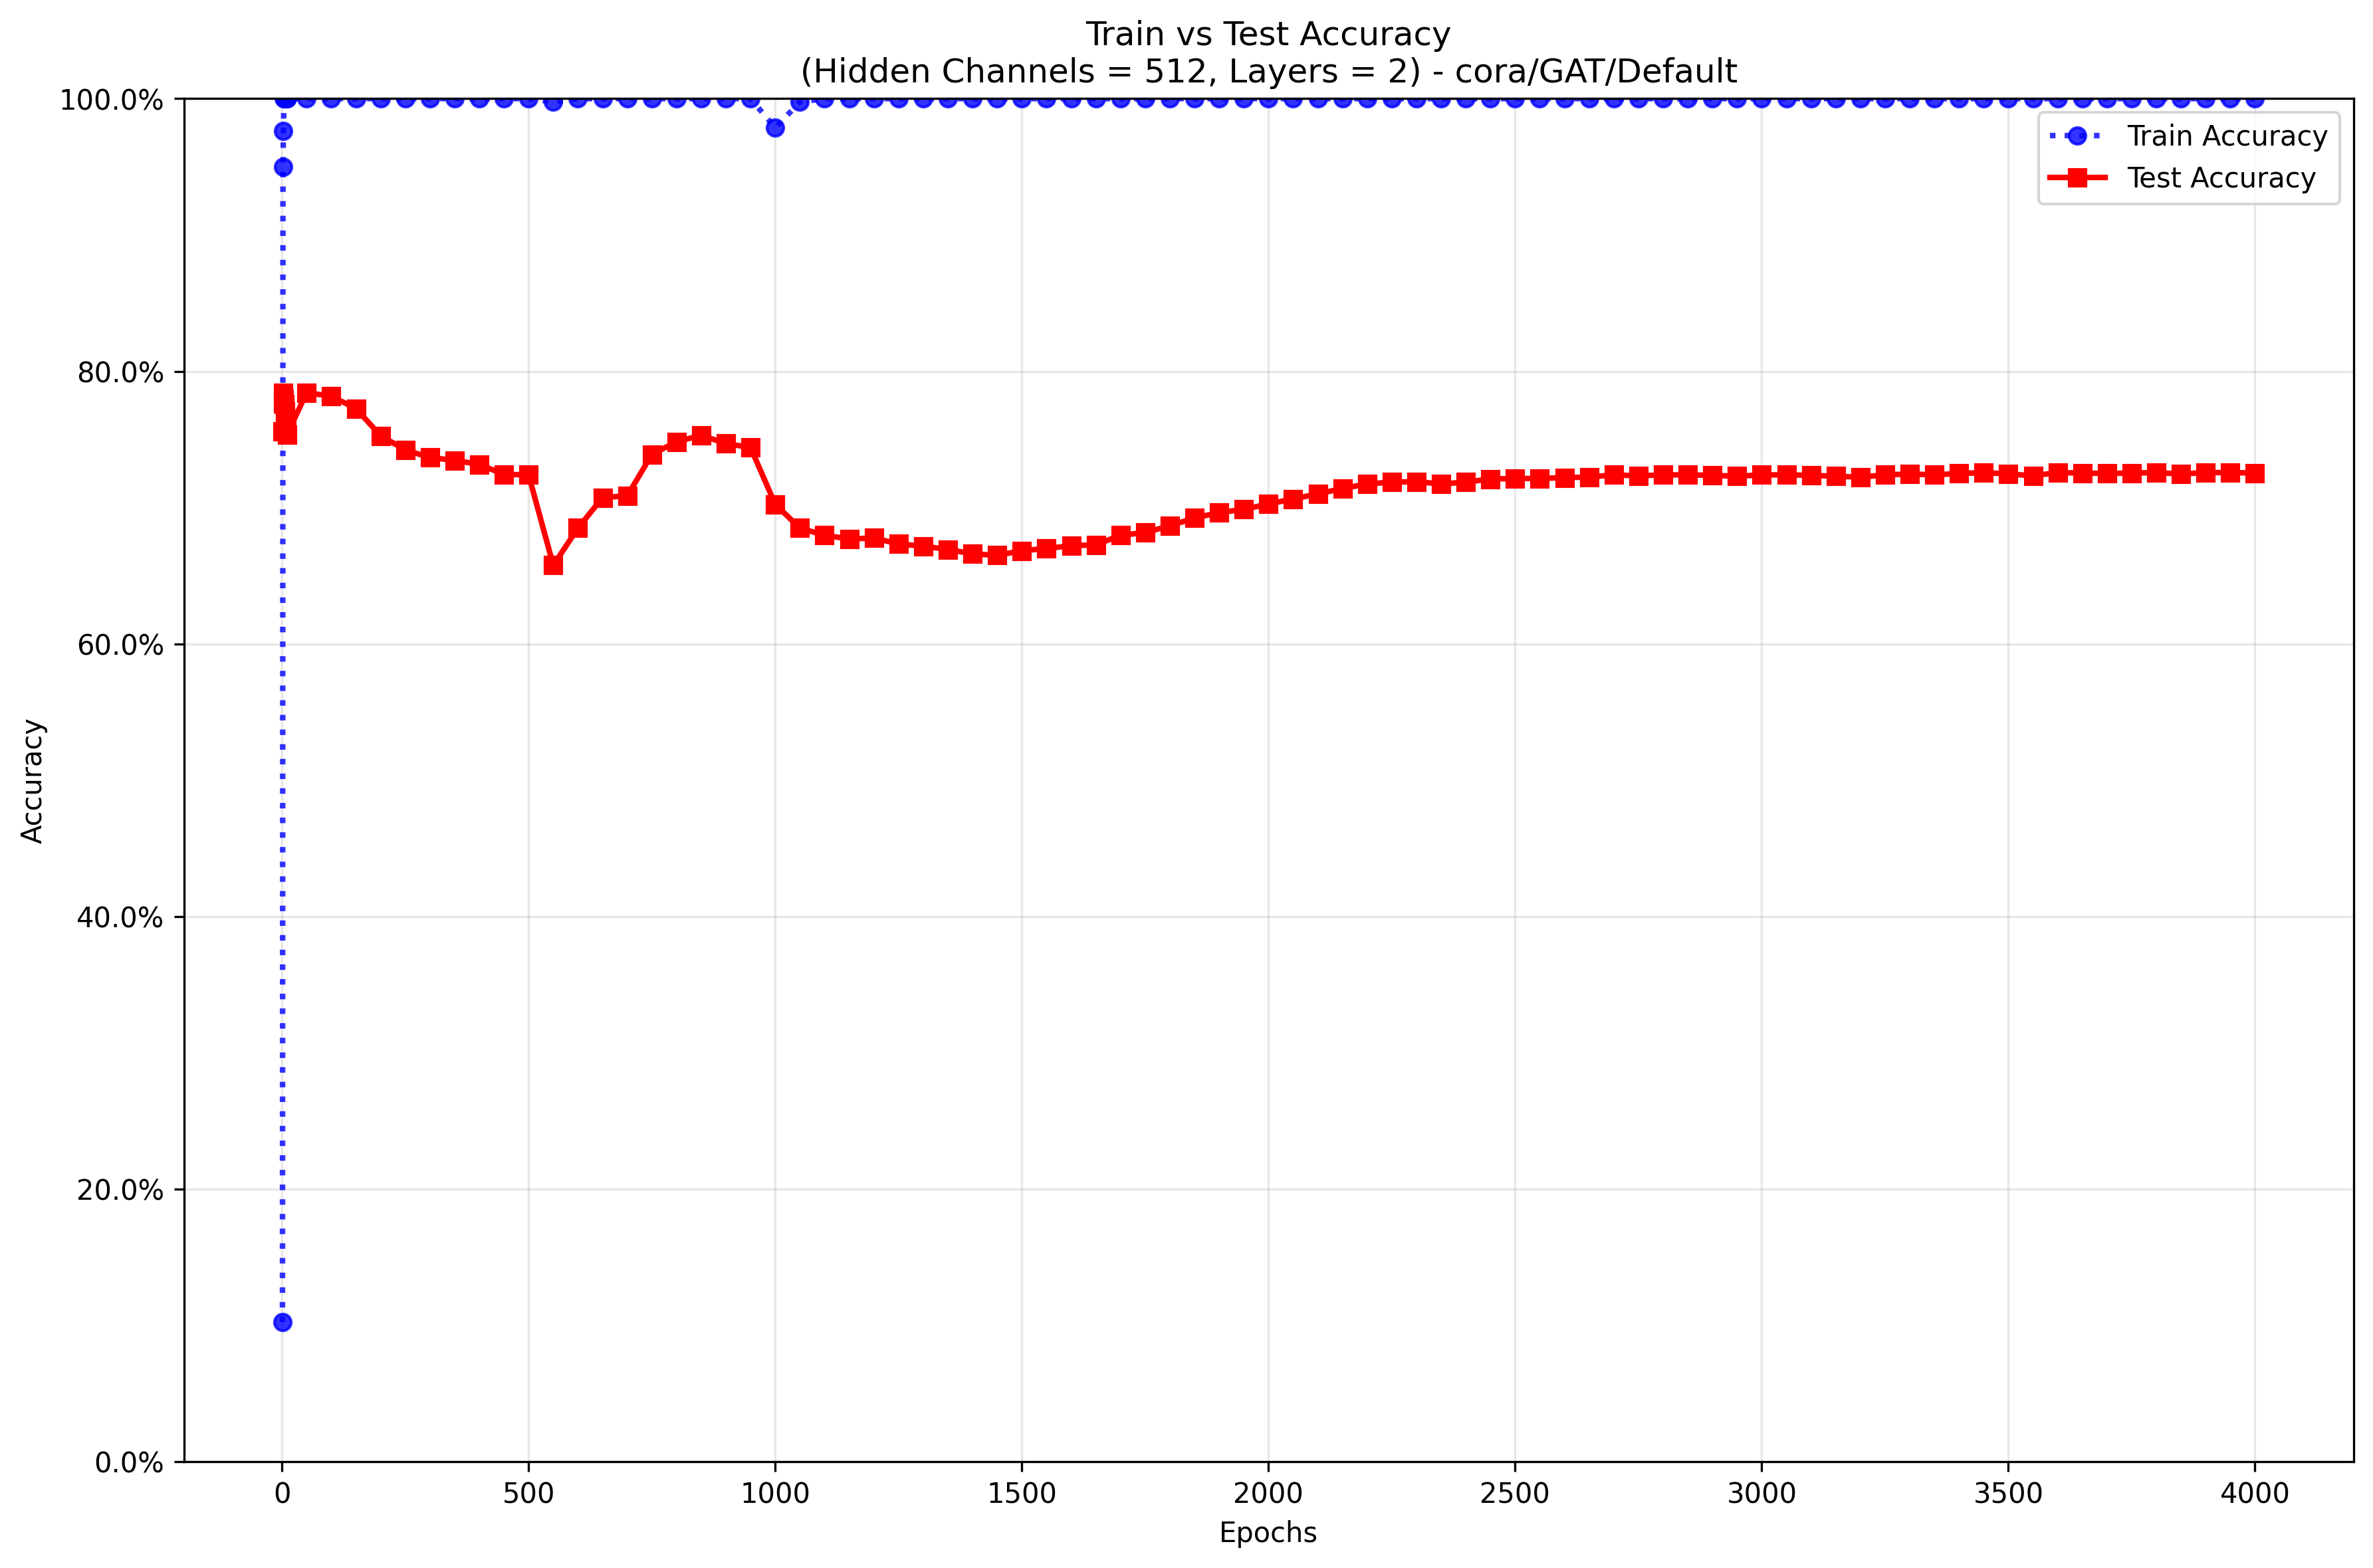 Train vs Test Accuracy
(Hidden Channels = 512, Layers = 2) - cora/GAT/Default
100.0%
80.0%
60.0%
40.0%
20.0%
0.0%
Accuracy
Train Accuracy
Test Accuracy
0 500 1000 1500 2000 2500 3000 3500 4000
Epochs